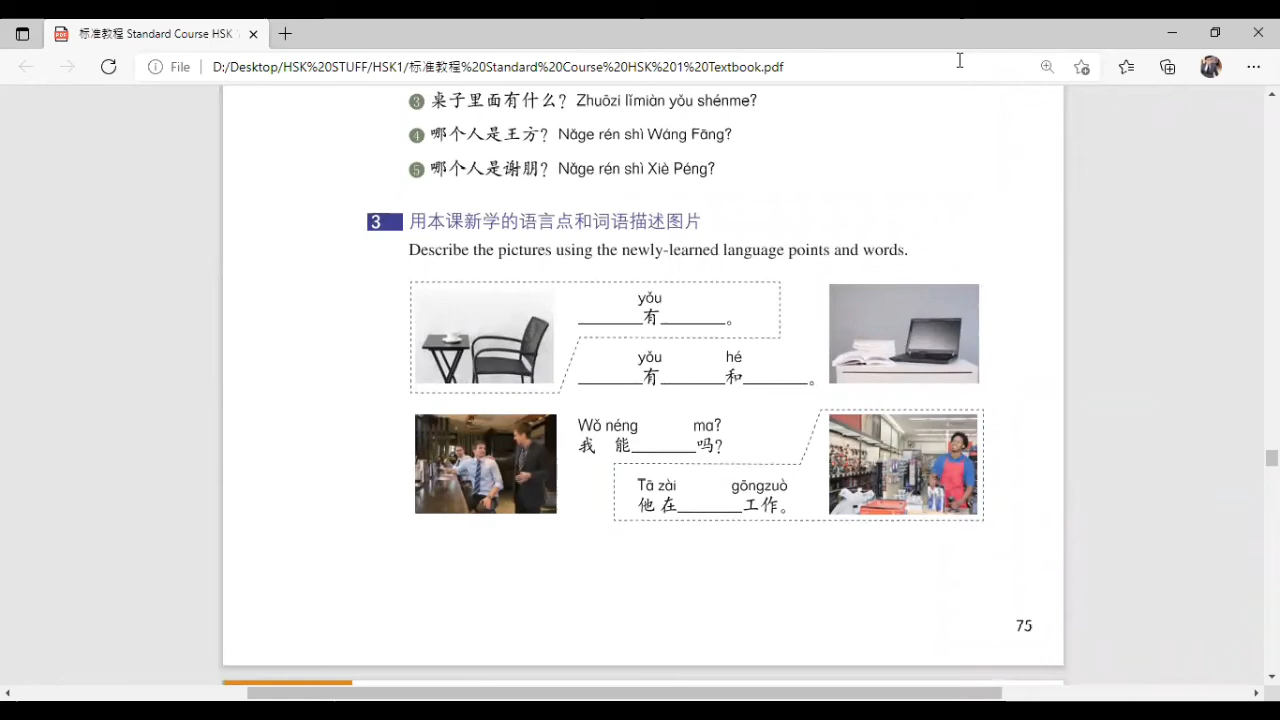 标准教程 Standard Course HSK
File D:/Desktop/HSK%20STUFF/HSK1/标准教程%20Standard%20Course%20HSK%201%20Textbook.pdf
3 桌子里面有什么? Zhuōzi lǐmiàn yǒu shénme?
4 哪个人是王方? Nǎge rén shì Wáng Fāng?
5 哪个人是谢朋? Nǎge rén shì Xiè Péng?
3 用本课新学的语言点和词语描述图片
Describe the pictures using the newly-learned language points and words.
yǒu
______有______。
yǒu hé
______有______和______。
Wǒ néng ma?
我 能______吗?
Tā zài gōngzuò
他 在______工作。
75